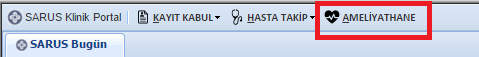 SARUS Klinik Portal KAYIT KABUL HASTA TAKİP AMELİYATHANE
SARUS Bugün